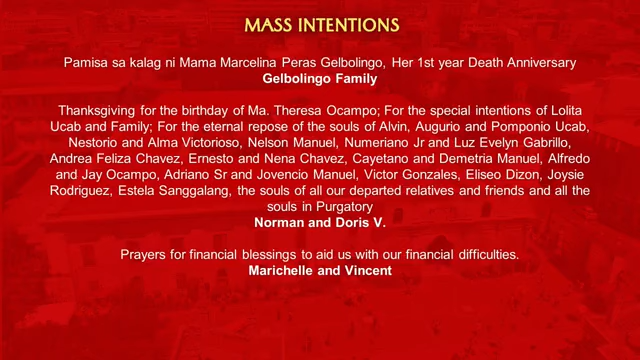 MASS INTENTIONS
Pamisa sa kalag ni Mama Marcelina Peras Gelbolingo, Her 1st year Death Anniversary
Gelbolingo Family
Thanksgiving for the birthday of Ma. Theresa Ocampo; For the special intentions of Lolita
Ucab and Family; For the eternal repose of the souls of Alvin, Augurio and Pomponio Ucab,
Nestorio and Alma Victorioso, Nelson Manuel, Numeriano Jr and Luz Evelyn Gabrillo,
Andrea Feliza Chavez, Ernesto and Nena Chavez, Cayetano and Demetria Manuel, Alfredo
and Jay Ocampo, Adriano Sr and Jovencio Manuel, Victor Gonzales, Eliseo Dizon, Joysie
Rodriguez, Estela Sanggalang, the souls of all our departed relatives and friends and all the
souls in Purgatory
Norman and Doris V.
Prayers for financial blessings to aid us with our financial difficulties.
Marichelle and Vincent